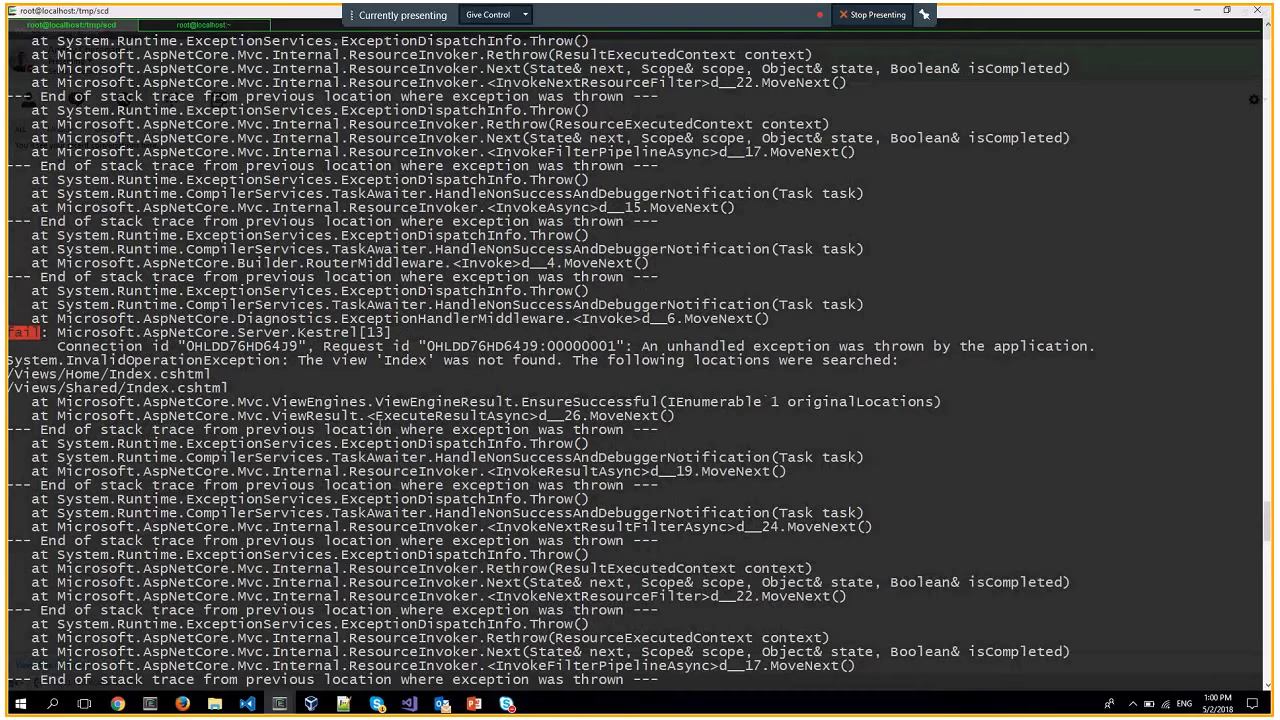 root@localhost:/tmp/scd
Currently presenting
Give Control
Stop Presenting
root@localhost:/tmp/scd
root@localhost:~
at System.Runtime.ExceptionServices.ExceptionDispatchInfo.Throw()
at Microsoft.AspNetCore.Mvc.Internal.ResourceInvoker.Rethrow(ResultExecutedContext context)
at Microsoft.AspNetCore.Mvc.Internal.ResourceInvoker.Next(State& next, Scope& scope, Object& state, Boolean& isCompleted)
at Microsoft.AspNetCore.Mvc.Internal.ResourceInvoker.<InvokeNextResourceFilter>d__22.MoveNext()
--- End of stack trace from previous location where exception was thrown ---
at System.Runtime.ExceptionServices.ExceptionDispatchInfo.Throw()
at Microsoft.AspNetCore.Mvc.Internal.ResourceInvoker.Rethrow(ResourceExecutedContext context)
at Microsoft.AspNetCore.Mvc.Internal.ResourceInvoker.Next(State& next, Scope& scope, Object& state, Boolean& isCompleted)
at Microsoft.AspNetCore.Mvc.Internal.ResourceInvoker.<InvokeFilterPipelineAsync>d__17.MoveNext()
--- End of stack trace from previous location where exception was thrown ---
at System.Runtime.ExceptionServices.ExceptionDispatchInfo.Throw()
at System.Runtime.CompilerServices.TaskAwaiter.HandleNonSuccessAndDebuggerNotification(Task task)
at Microsoft.AspNetCore.Mvc.Internal.ResourceInvoker.<InvokeAsync>d__15.MoveNext()
--- End of stack trace from previous location where exception was thrown ---
at System.Runtime.ExceptionServices.ExceptionDispatchInfo.Throw()
at System.Runtime.CompilerServices.TaskAwaiter.HandleNonSuccessAndDebuggerNotification(Task task)
at Microsoft.AspNetCore.Builder.RouterMiddleware.<Invoke>d__4.MoveNext()
--- End of stack trace from previous location where exception was thrown ---
at System.Runtime.ExceptionServices.ExceptionDispatchInfo.Throw()
at System.Runtime.CompilerServices.TaskAwaiter.HandleNonSuccessAndDebuggerNotification(Task task)
at Microsoft.AspNetCore.Diagnostics.ExceptionHandlerMiddleware.<Invoke>d__6.MoveNext()
fail: Microsoft.AspNetCore.Server.Kestrel[13]
Connection id "0HLDD76HD64J9", Request id "0HLDD76HD64J9:00000001": An unhandled exception was thrown by the application.
System.InvalidOperationException: The view 'Index' was not found. The following locations were searched:
/Views/Home/Index.cshtml
/Views/Shared/Index.cshtml
at Microsoft.AspNetCore.Mvc.ViewEngines.ViewEngineResult.EnsureSuccessful(IEnumerable`1 originalLocations)
at Microsoft.AspNetCore.Mvc.ViewResult.<ExecuteResultAsync>d__26.MoveNext()
--- End of stack trace from previous location where exception was thrown ---
at System.Runtime.ExceptionServices.ExceptionDispatchInfo.Throw()
at System.Runtime.CompilerServices.TaskAwaiter.HandleNonSuccessAndDebuggerNotification(Task task)
at Microsoft.AspNetCore.Mvc.Internal.ResourceInvoker.<InvokeResultAsync>d__19.MoveNext()
--- End of stack trace from previous location where exception was thrown ---
at System.Runtime.ExceptionServices.ExceptionDispatchInfo.Throw()
at System.Runtime.CompilerServices.TaskAwaiter.HandleNonSuccessAndDebuggerNotification(Task task)
at Microsoft.AspNetCore.Mvc.Internal.ResourceInvoker.<InvokeNextResultFilterAsync>d__24.MoveNext()
--- End of stack trace from previous location where exception was thrown ---
at System.Runtime.ExceptionServices.ExceptionDispatchInfo.Throw()
at Microsoft.AspNetCore.Mvc.Internal.ResourceInvoker.Rethrow(ResultExecutedContext context)
at Microsoft.AspNetCore.Mvc.Internal.ResourceInvoker.Next(State& next, Scope& scope, Object& state, Boolean& isCompleted)
at Microsoft.AspNetCore.Mvc.Internal.ResourceInvoker.<InvokeNextResourceFilter>d__22.MoveNext()
--- End of stack trace from previous location where exception was thrown ---
at System.Runtime.ExceptionServices.ExceptionDispatchInfo.Throw()
at Microsoft.AspNetCore.Mvc.Internal.ResourceInvoker.Rethrow(ResourceExecutedContext context)
at Microsoft.AspNetCore.Mvc.Internal.ResourceInvoker.Next(State& next, Scope& scope, Object& state, Boolean& isCompleted)
at Microsoft.AspNetCore.Mvc.Internal.ResourceInvoker.<InvokeFilterPipelineAsync>d__17.MoveNext()
--- End of stack trace from previous location where exception was thrown ---
ENG
1:00 PM
5/2/2018